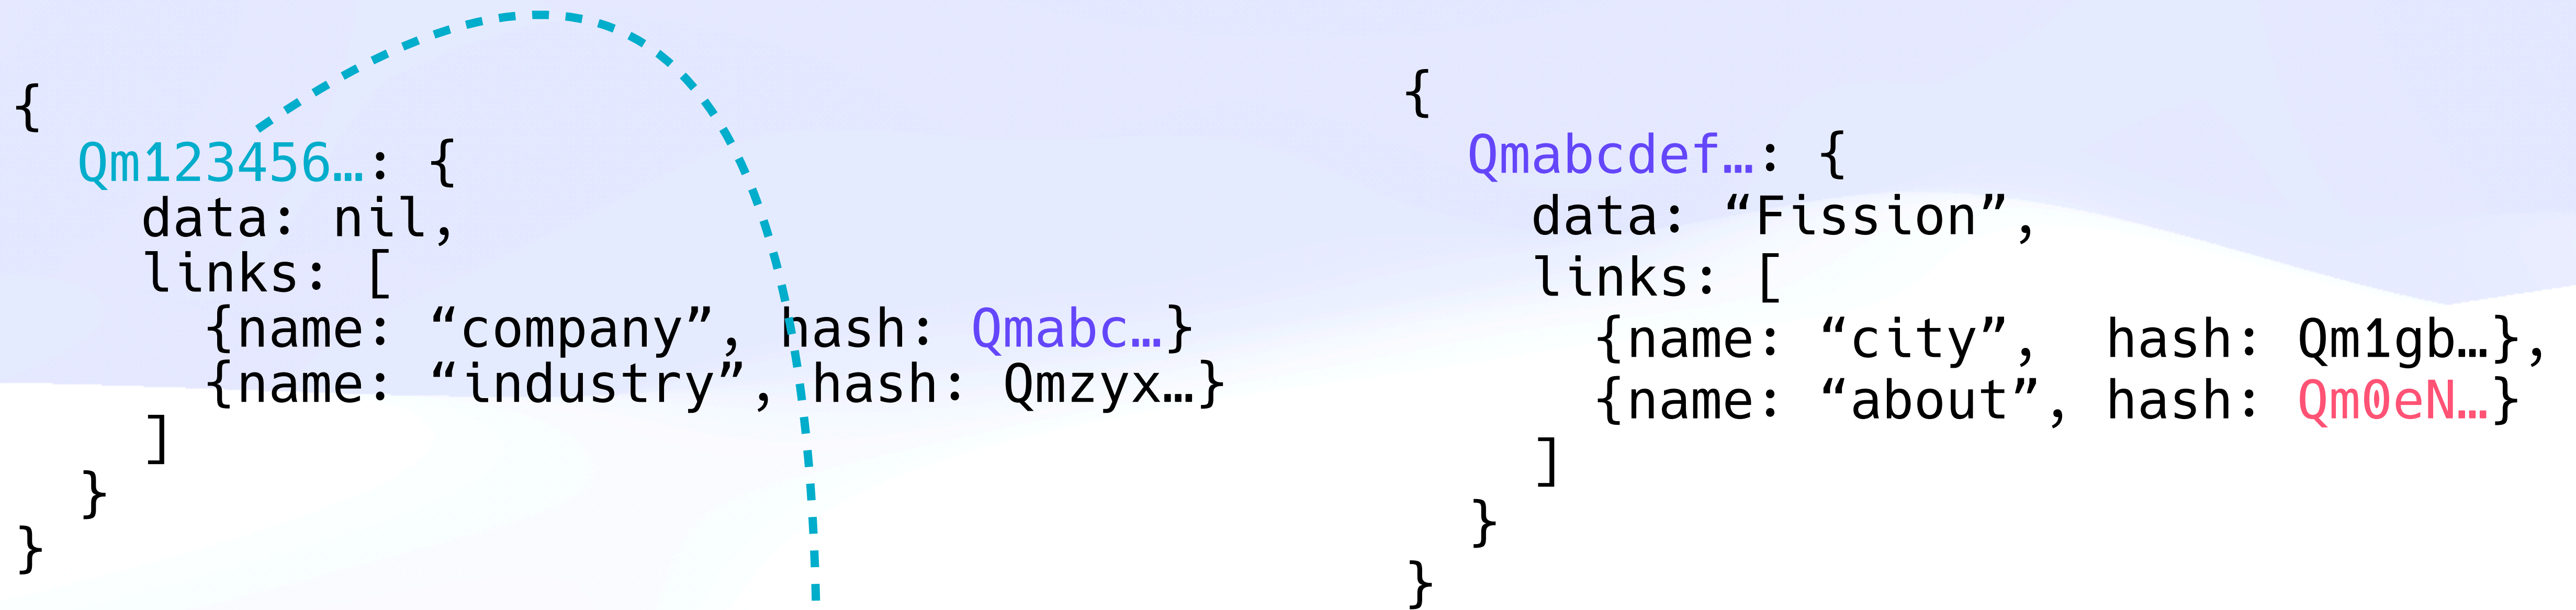 {
  Qm123456…: {
    data: nil,
    links: [
      {name: “company”, hash: Qmabc…}
      {name: “industry”, hash: Qmzyx…}
    ]
  }
}
{
  Qmabcdef…: {
    data: “Fission”,
    links: [
      {name: “city”,  hash: Qm1gb…},
      {name: “about”, hash: Qm0eN…}
    ]
  }
}